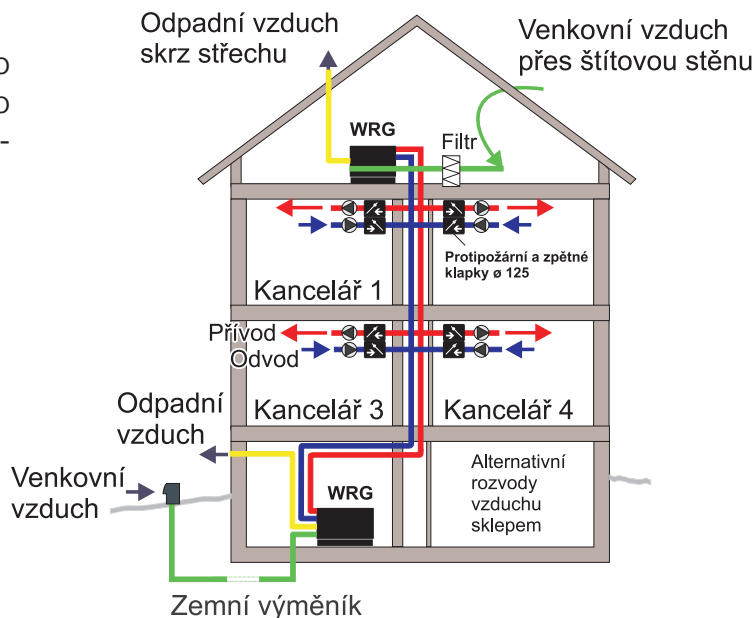 o
o
-
Odpadní vzduch
skrz střechu
Venkovní vzduch
přes štítovou stěnu
WRG
Filtr
Protipožární a zpětné
klapky ø 125
Kancelář 1
Přívod
Odvod
Kancelář 3
Kancelář 4
Odpadní
vzduch
Venkovní
vzduch
WRG
Alternativní
rozvody
vzduchu
sklepem
Zemní výměník